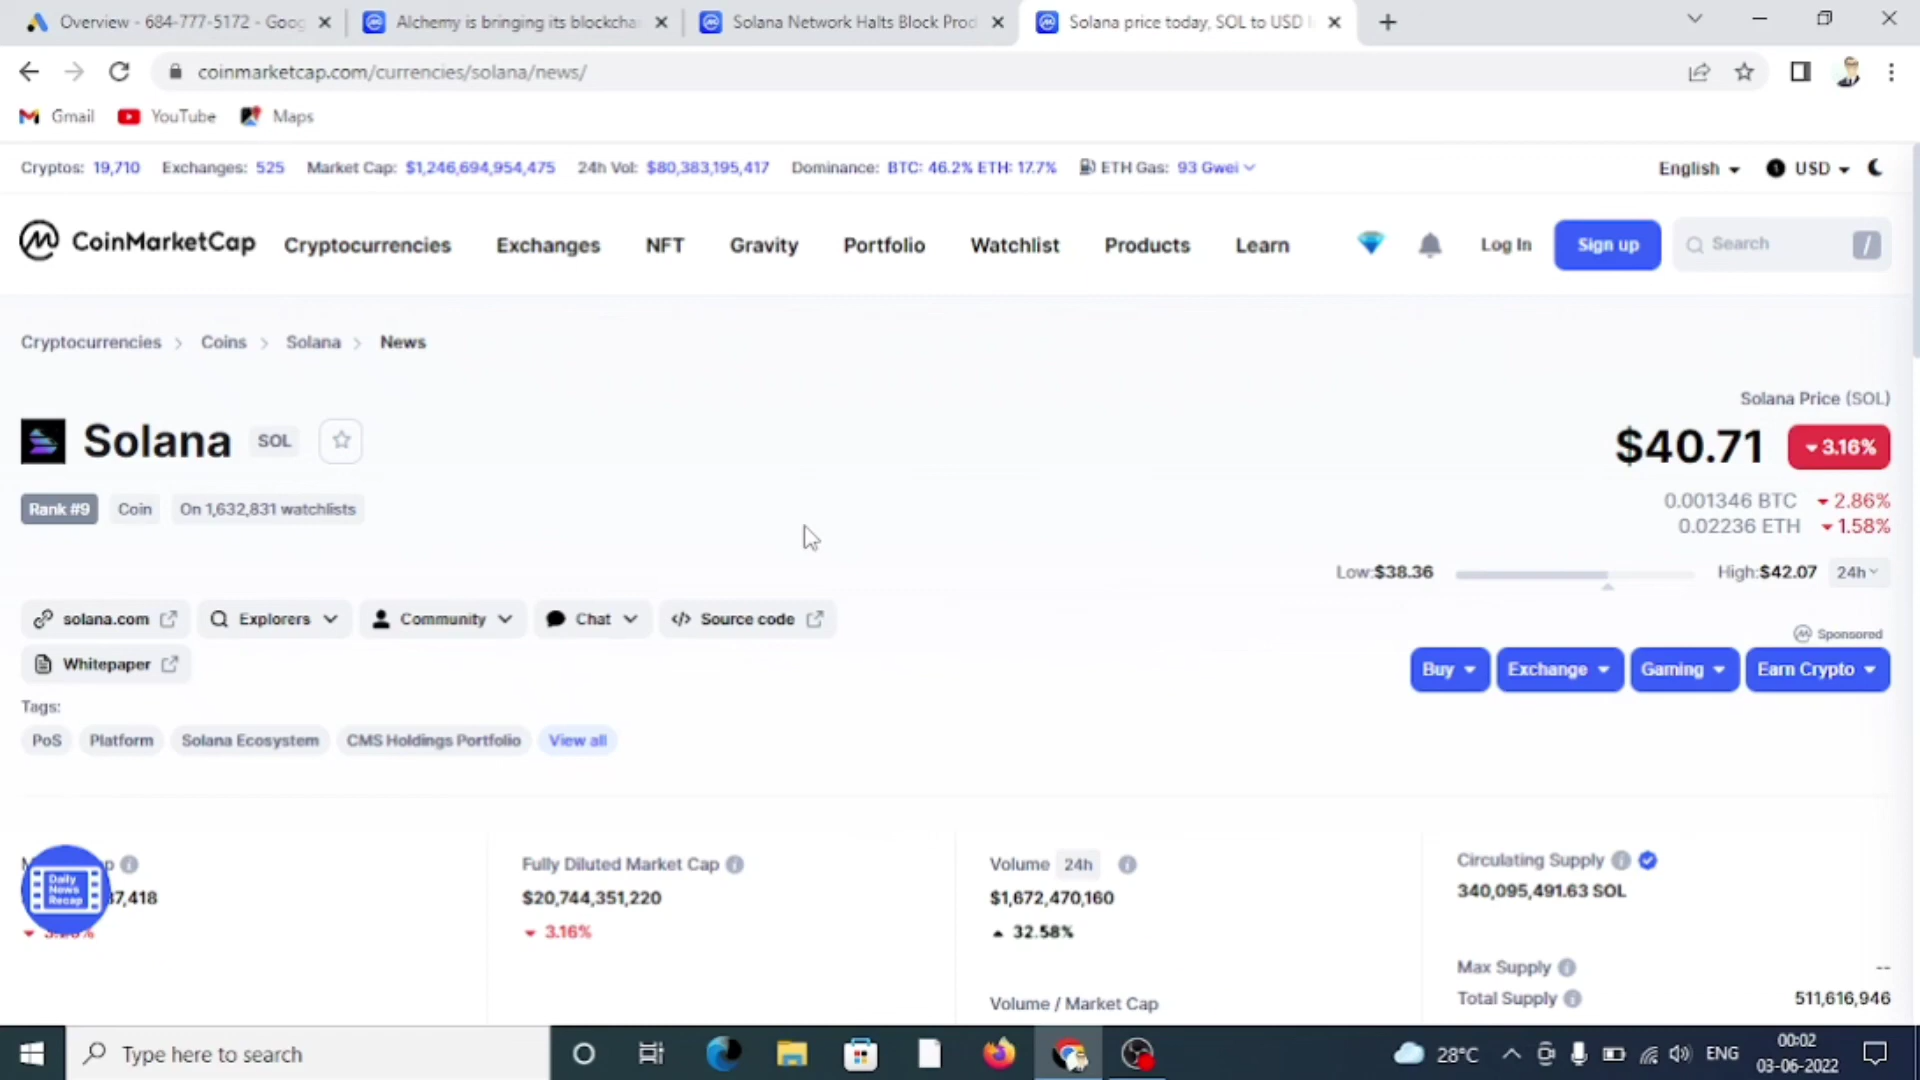 Overview - 684-777-5172 - Goog
Alchemy is bringing its blockcha
Solana Network Halts Block Prod
Solana price today, SOL to USD l
coinmarketcap.com/currencies/solana/news/
Gmail YouTube Maps
Cryptos: 19,710 Exchanges: 525 Market Cap: $1,246,694,954,475 24h Vol: $80,383,195,417 Dominance: BTC: 46.2% ETH: 17.7% ETH Gas: 93 Gwei
English USD
CoinMarketCap Cryptocurrencies Exchanges NFT Gravity Portfolio Watchlist Products Learn Log In Sign up Search /
Cryptocurrencies > Coins > Solana > News
Solana Price (SOL)
Solana SOL
$40.71 3.16%
Rank #9 Coin On 1,632,831 watchlists
0.001346 BTC 2.86%
0.02236 ETH 1.58%
Low:$38.36 High:$42.07 24h
solana.com Explorers Community Chat </> Source code
Sponsored
Whitepaper
Buy Exchange Gaming Earn Crypto
Tags:
PoS Platform Solana Ecosystem CMS Holdings Portfolio View all
Daily News Recap
37,418
Fully Diluted Market Cap
$20,744,351,220
3.16%
Volume 24h
$1,672,470,160
32.58%
Volume / Market Cap
Circulating Supply
340,095,491.63 SOL
Max Supply --
Total Supply 511,616,946
Type here to search
28°C ENG
00:02
03-06-2022